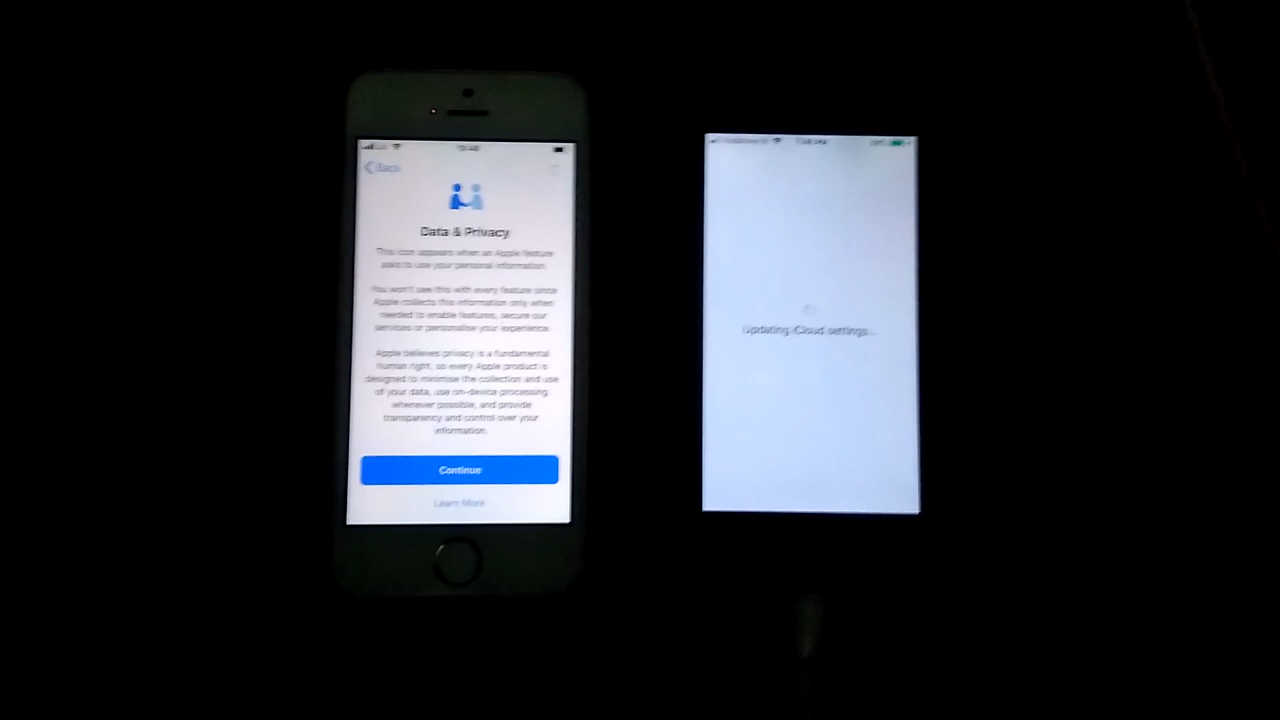 Back
Data & Privacy
This icon appears when an Apple feature
asks to use your personal information.
You won't see this with every feature since
Apple collects this information only when
needed to enable features, secure our
services or personalise your experience.
Apple believes privacy is a fundamental
human right, so every Apple product is
designed to minimise the collection and use
of your data, use on-device processing
whenever possible, and provide
transparency and control over your
information.
Continue
Learn More
Updating iCloud settings...